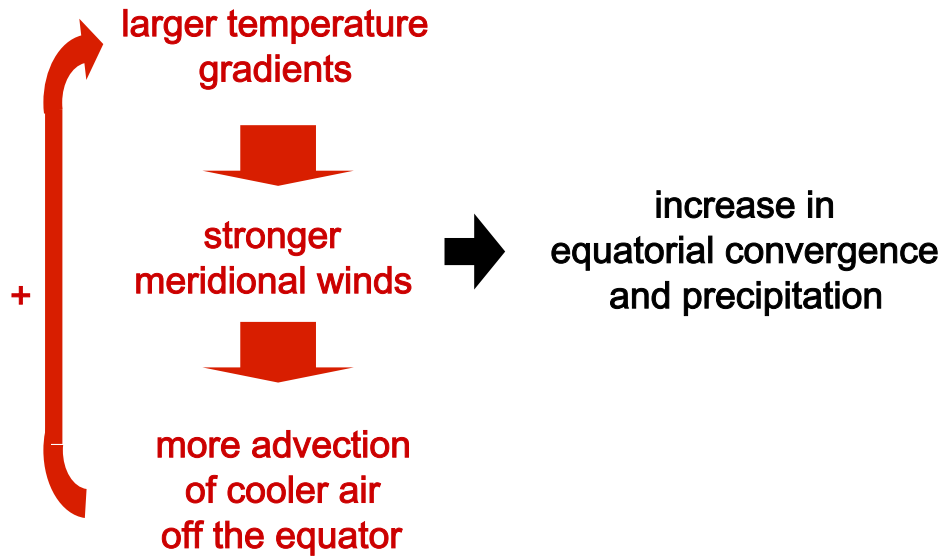 larger temperature
gradients
stronger
meridional winds
+
more advection
of cooler air
off the equator
increase in
equatorial convergence
and precipitation